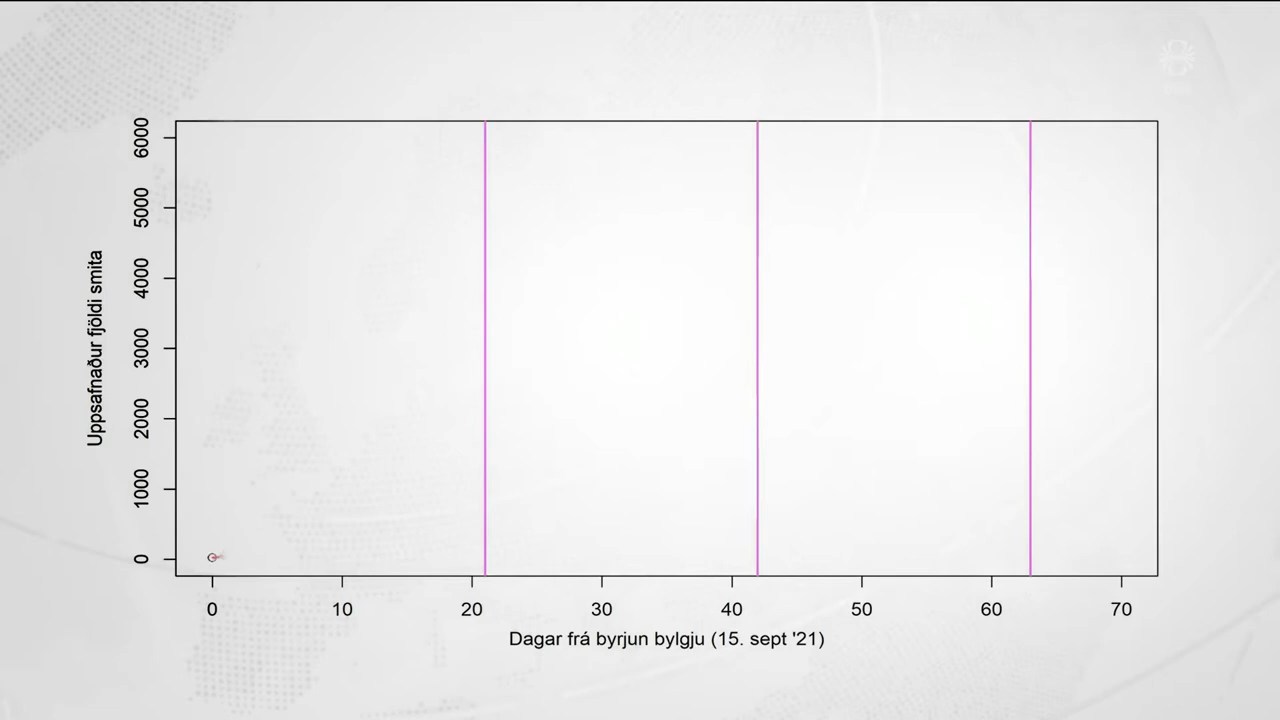 6000
5000
4000
3000
2000
1000
0
Uppsafnaður fjöldi smita
0 10 20 30 40 50 60 70
Dagar frá byrjun bylgju (15. sept '21)